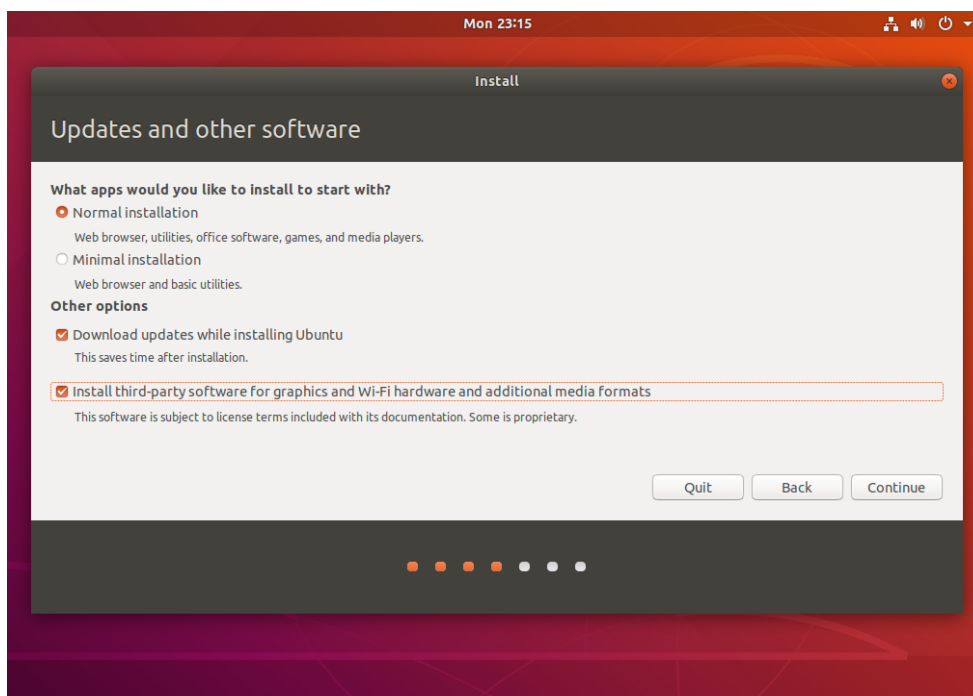 Mon 23:15
Install
Updates and other software
What apps would you like to install to start with?
Normal installation
Web browser, utilities, office software, games, and media players.
Minimal installation
Web browser and basic utilities.
Other options
Download updates while installing Ubuntu
This saves time after installation.
Install third-party software for graphics and Wi-Fi hardware and additional media formats
This software is subject to license terms included with its documentation. Some is proprietary.
Quit Back Continue